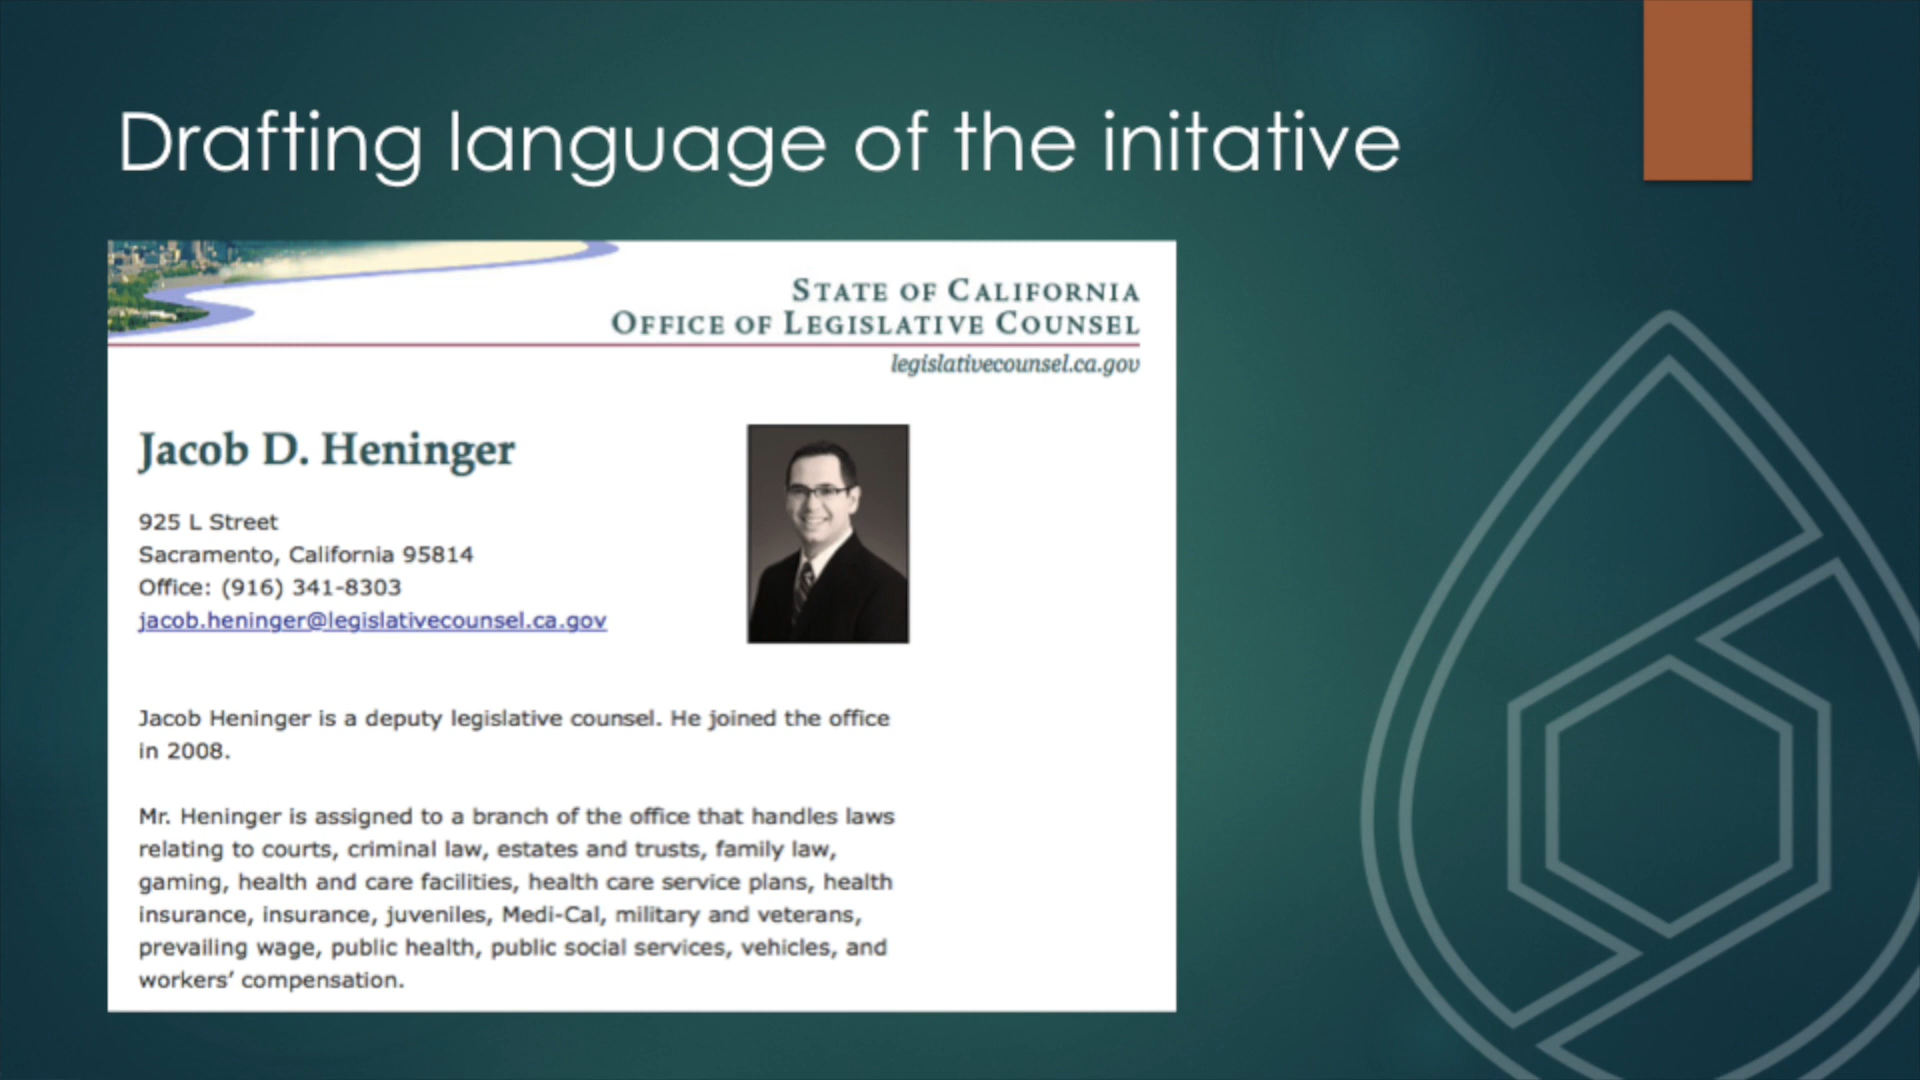 Drafting language of the initative
STATE OF CALIFORNIA
OFFICE OF LEGISLATIVE COUNSEL
legislativecounsel.ca.gov
Jacob D. Heninger
925 L Street
Sacramento, California 95814
Office: (916) 341-8303
jacob.heninger@legislativecounsel.ca.gov
Jacob Heninger is a deputy legislative counsel. He joined the office
in 2008.
Mr. Heninger is assigned to a branch of the office that handles laws
relating to courts, criminal law, estates and trusts, family law,
gaming, health and care facilities, health care service plans, health
insurance, insurance, juveniles, Medi-Cal, military and veterans,
prevailing wage, public health, public social services, vehicles, and
workers’ compensation.